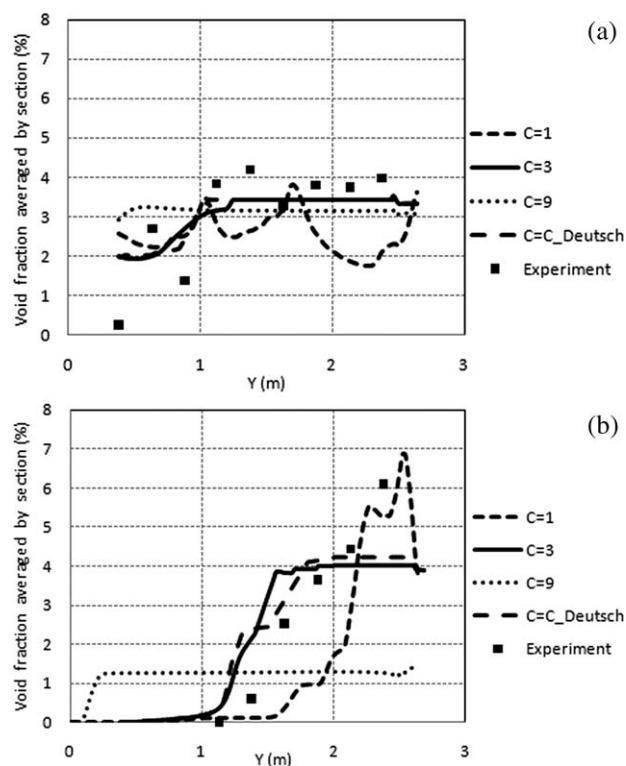 (a)
Void fraction averaged by section (%)
8
7
6
5
4
3
2
1
0
0 1 2 3
Y (m)
C=1
C=3
C=9
C=C_Deutsch
Experiment
(b)
Void fraction averaged by section (%)
8
7
6
5
4
3
2
1
0
0 1 2 3
Y (m)
C=1
C=3
C=9
C=C_Deutsch
Experiment